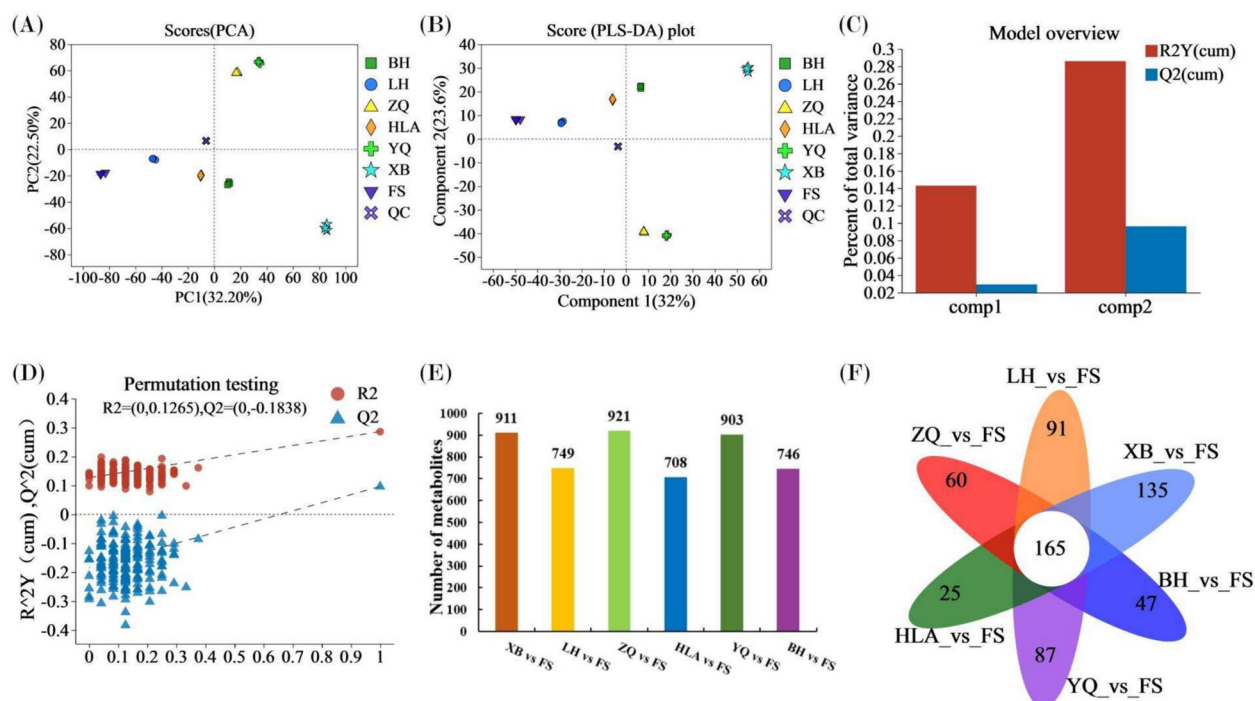 (A)
Scores(PCA)
80
60
40
20
0
-20
-40
-60
-80
PC2(22.50%)
-100 -80 -60 -40 -20 0 20 40 60 80 100
PC1(32.20%)
BH
LH
ZQ
HLA
YQ
XB
FS
QC
(B)
Score (PLS-DA) plot
40
30
20
10
0
-10
-20
-30
-40
-50
Component 2(23.6%)
-60-50-40-30-20-10 0 10 20 30 40 50 60
Component 1(32%)
BH
LH
ZQ
HLA
YQ
XB
FS
QC
(C)
Model overview
0.3
0.28
0.26
0.24
0.22
0.2
0.18
0.16
0.14
0.12
0.1
0.08
0.06
0.04
0.02
Percent of total variance
comp1 comp2
R2Y(cum)
Q2(cum)
(D)
Permutation testing
R2=(0,0.1265),Q2=(0,-0.1838)
R2
Q2
0.4
0.3
0.2
0.1
0
-0.1
-0.2
-0.3
-0.4
R^2Y (cum) ,Q^2(cum)
0 0.1 0.2 0.3 0.4 0.5 0.6 0.7 0.8 0.9 1
(E)
1000
900
800
700
600
500
400
300
200
100
0
Number of metabolites
911 749 921 708 903 746
XB vs FS LH vs FS ZQ vs FS HLA vs FS YQ vs FS BH vs FS
(F)
LH_vs_FS
91
ZQ_vs_FS
60
XB_vs_FS
135
165
25
HLA_vs_FS
BH_vs_FS
47
87
YQ_vs_FS